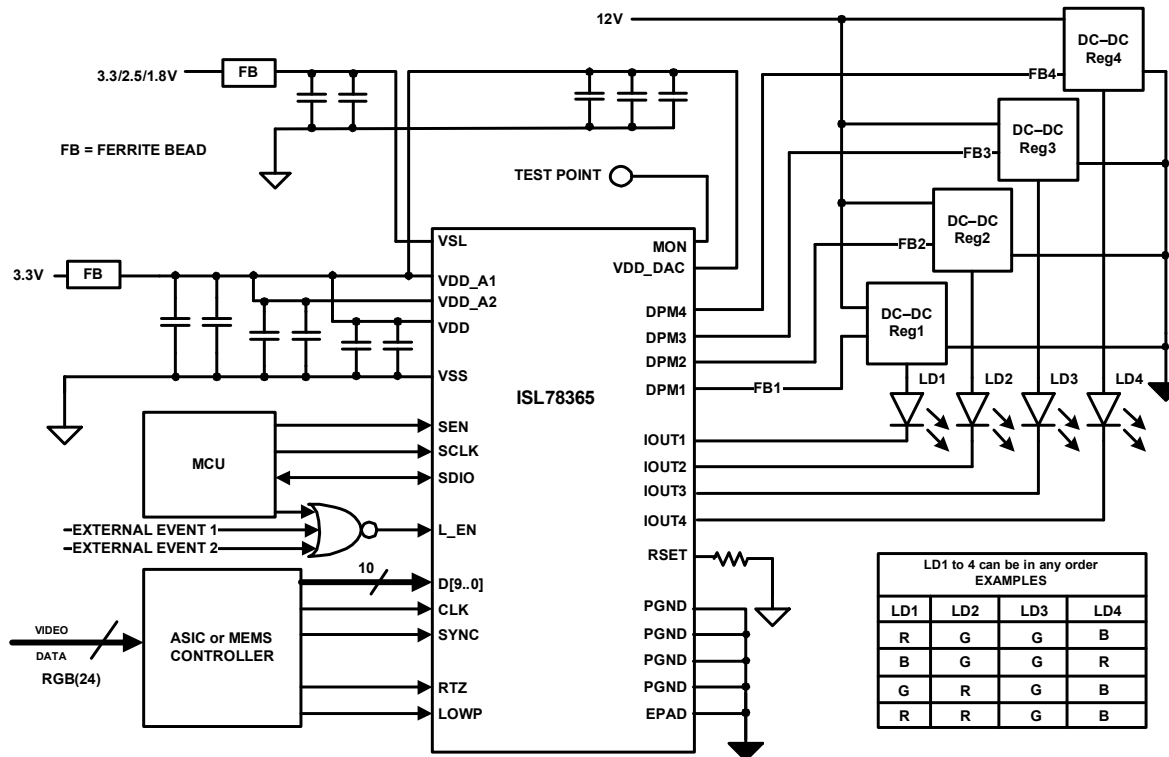 12V
DC–DC
Reg4
3.3/2.5/1.8V
FB
FB4
FB = FERRITE BEAD
DC–DC
Reg3
FB3
TEST POINT
DC–DC
Reg2
FB2
3.3V
FB
VSL
VDD_A1
VDD_A2
VDD
VSS
MON
VDD_DAC
DPM4
DPM3
DPM2
DPM1
FB1
DC–DC
Reg1
ISL78365
LD1
LD2
LD3
LD4
MCU
SEN
SCLK
SDIO
EXTERNAL EVENT 1
EXTERNAL EVENT 2
L_EN
IOUT1
IOUT2
IOUT3
IOUT4
RSET
VIDEO
DATA
RGB(24)
ASIC or MEMS
CONTROLLER
10
D[9..0]
CLK
SYNC
RTZ
LOWP
PGND
PGND
PGND
PGND
EPAD
LD1 to 4 can be in any order
EXAMPLES
LD1 LD2 LD3 LD4
R G G B
B G G R
G R G B
R R G B